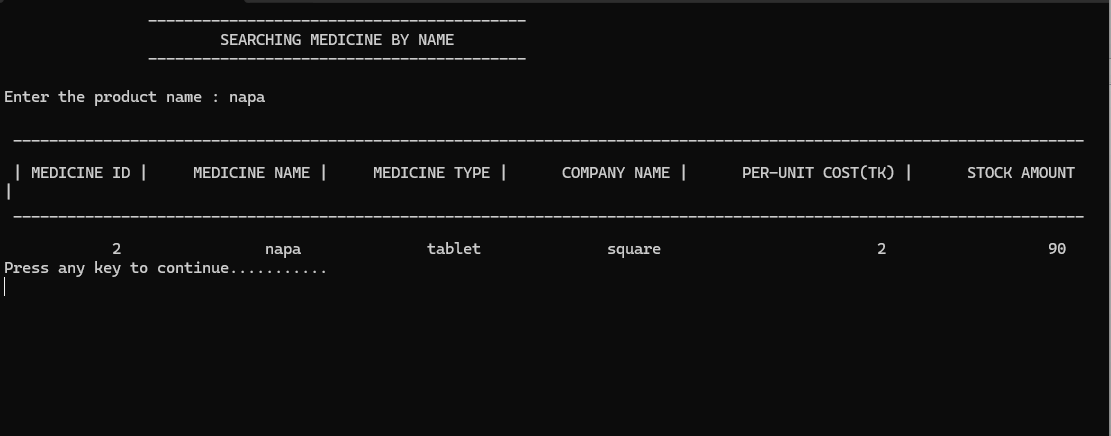 ------------------------------------------
SEARCHING MEDICINE BY NAME
------------------------------------------
Enter the product name : napa
-----------------------------------------------------------------------------------------------------------------------
| MEDICINE ID |     MEDICINE NAME |     MEDICINE TYPE |      COMPANY NAME |      PER-UNIT COST(TK) |      STOCK AMOUNT
|
-----------------------------------------------------------------------------------------------------------------------
2                napa              tablet              square                        2                  90
Press any key to continue...........